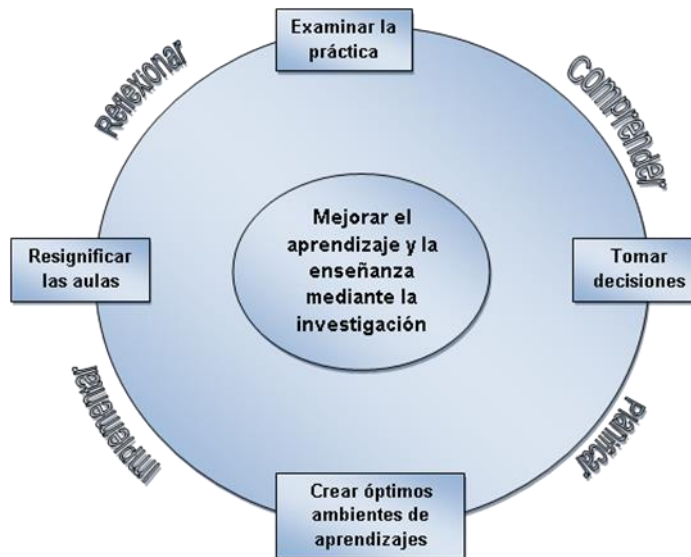 Examinar la
práctica
Reflexionar
Comprender
Mejorar el
aprendizaje y la
enseñanza
mediante la
investigación
Resignificar
las aulas
Tomar
decisiones
Implementar
Planificar
Crear óptimos
ambientes de
aprendizajes